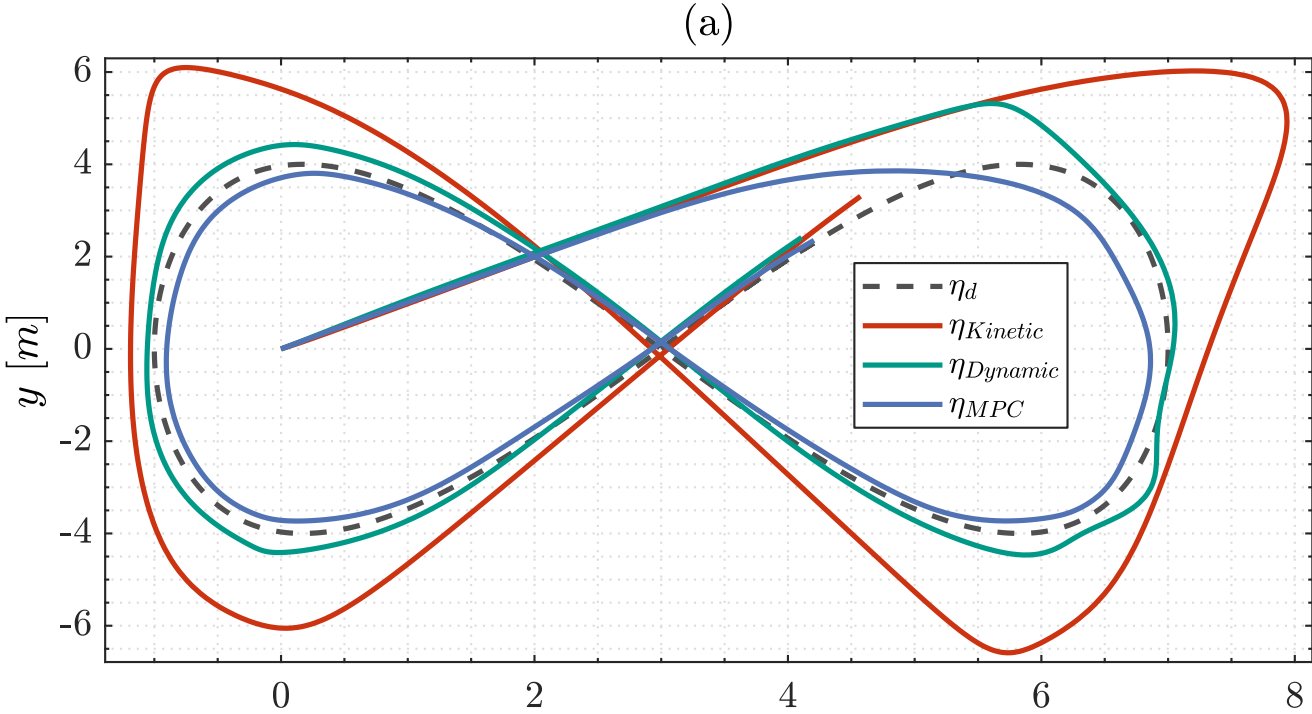 (a)
6
4
2
0
-2
-4
-6
y [m]
η_d
η_Kinetic
η_Dynamic
η_MPC
0 2 4 6 8